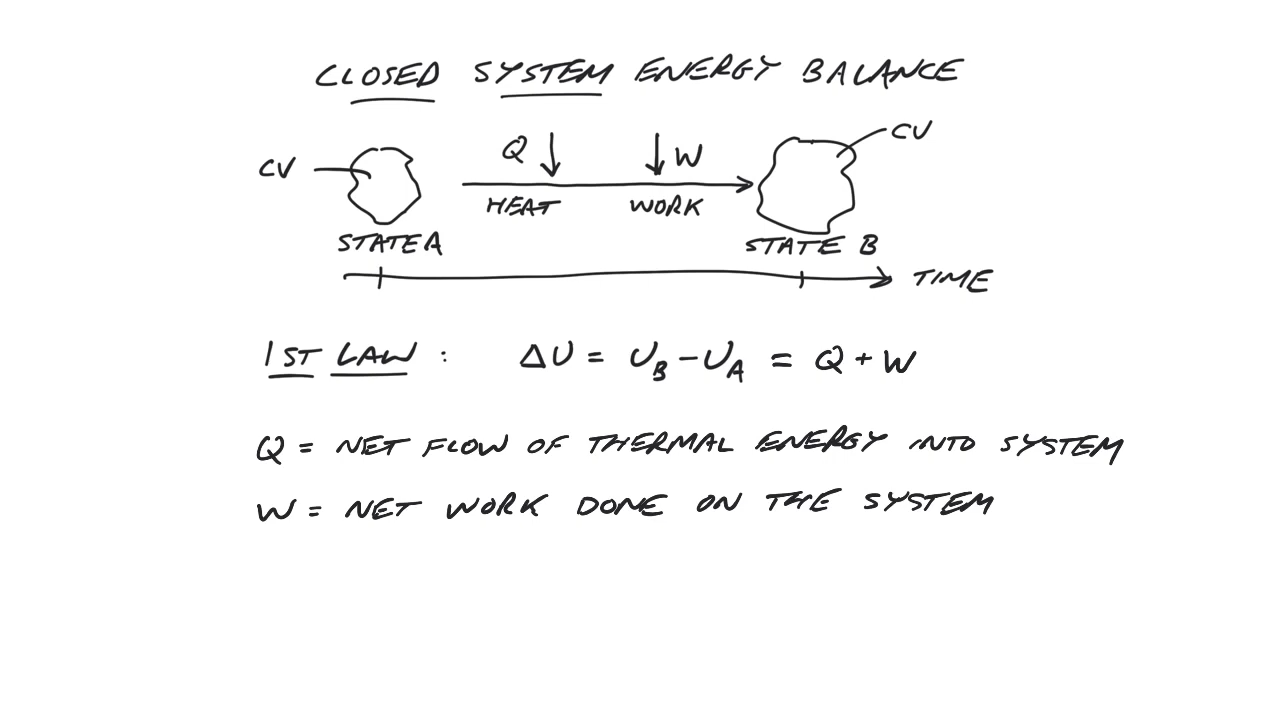 CLOSED SYSTEM ENERGY BALANCE
CV Q W CV
HEAT WORK
STATE A STATE B
TIME
1ST LAW : ΔU = U_B - U_A = Q + W
Q = NET FLOW OF THERMAL ENERGY INTO SYSTEM
W = NET WORK DONE ON THE SYSTEM